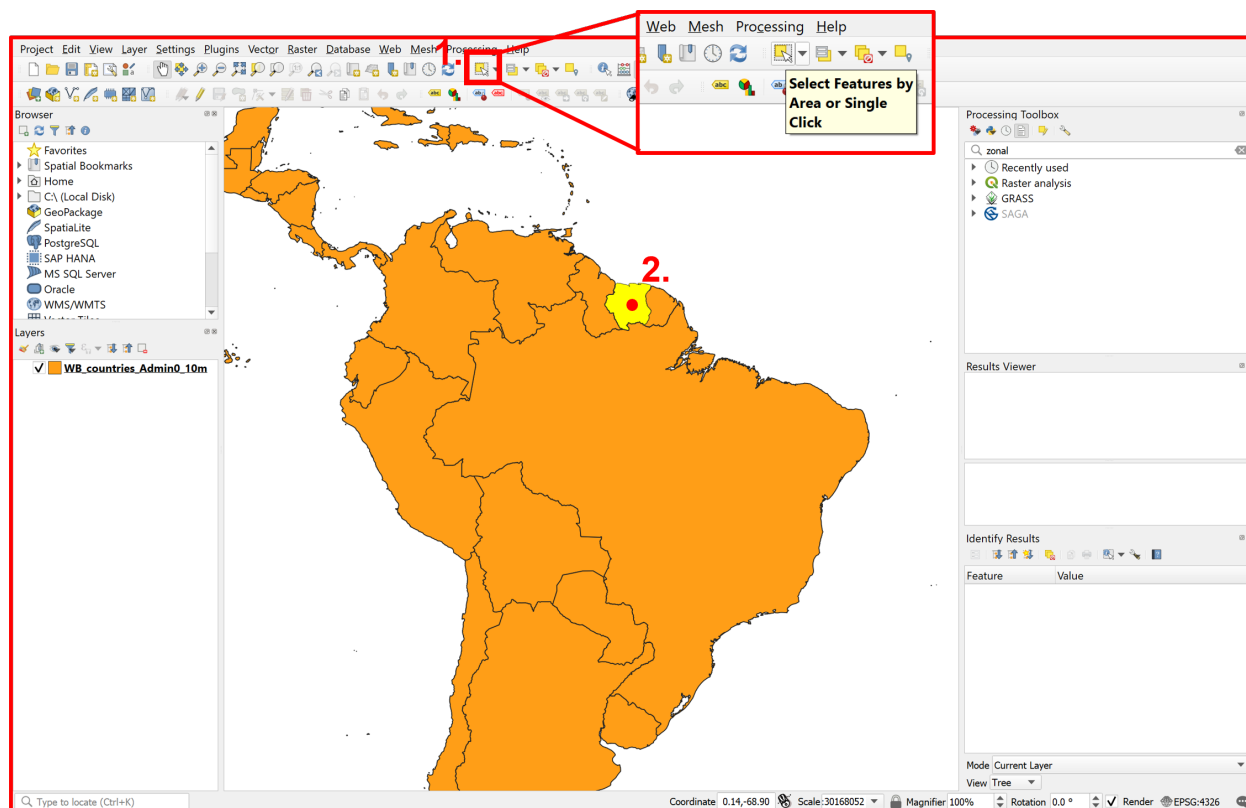 Web Mesh Processing Help
Project Edit View Layer Settings Plugins Vector Raster Database Web Mesh Processing Help
1.
abc
Select Features by
Area or Single
Click
Browser
Favorites
Spatial Bookmarks
Home
C:\ (Local Disk)
GeoPackage
SpatiaLite
PostgreSQL
SAP HANA
MS SQL Server
Oracle
WMS/WMTS
Vector Tiles
Layers
WB_countries_Admin0_10m
2.
Processing Toolbox
zonal
Recently used
Raster analysis
GRASS
SAGA
Results Viewer
Identify Results
Feature Value
Mode Current Layer
View Tree
Type to locate (Ctrl+K)
Coordinate 0.14,-68.90 Scale :30168052 Magnifier 100% Rotation 0.0 ° Render EPSG:4326